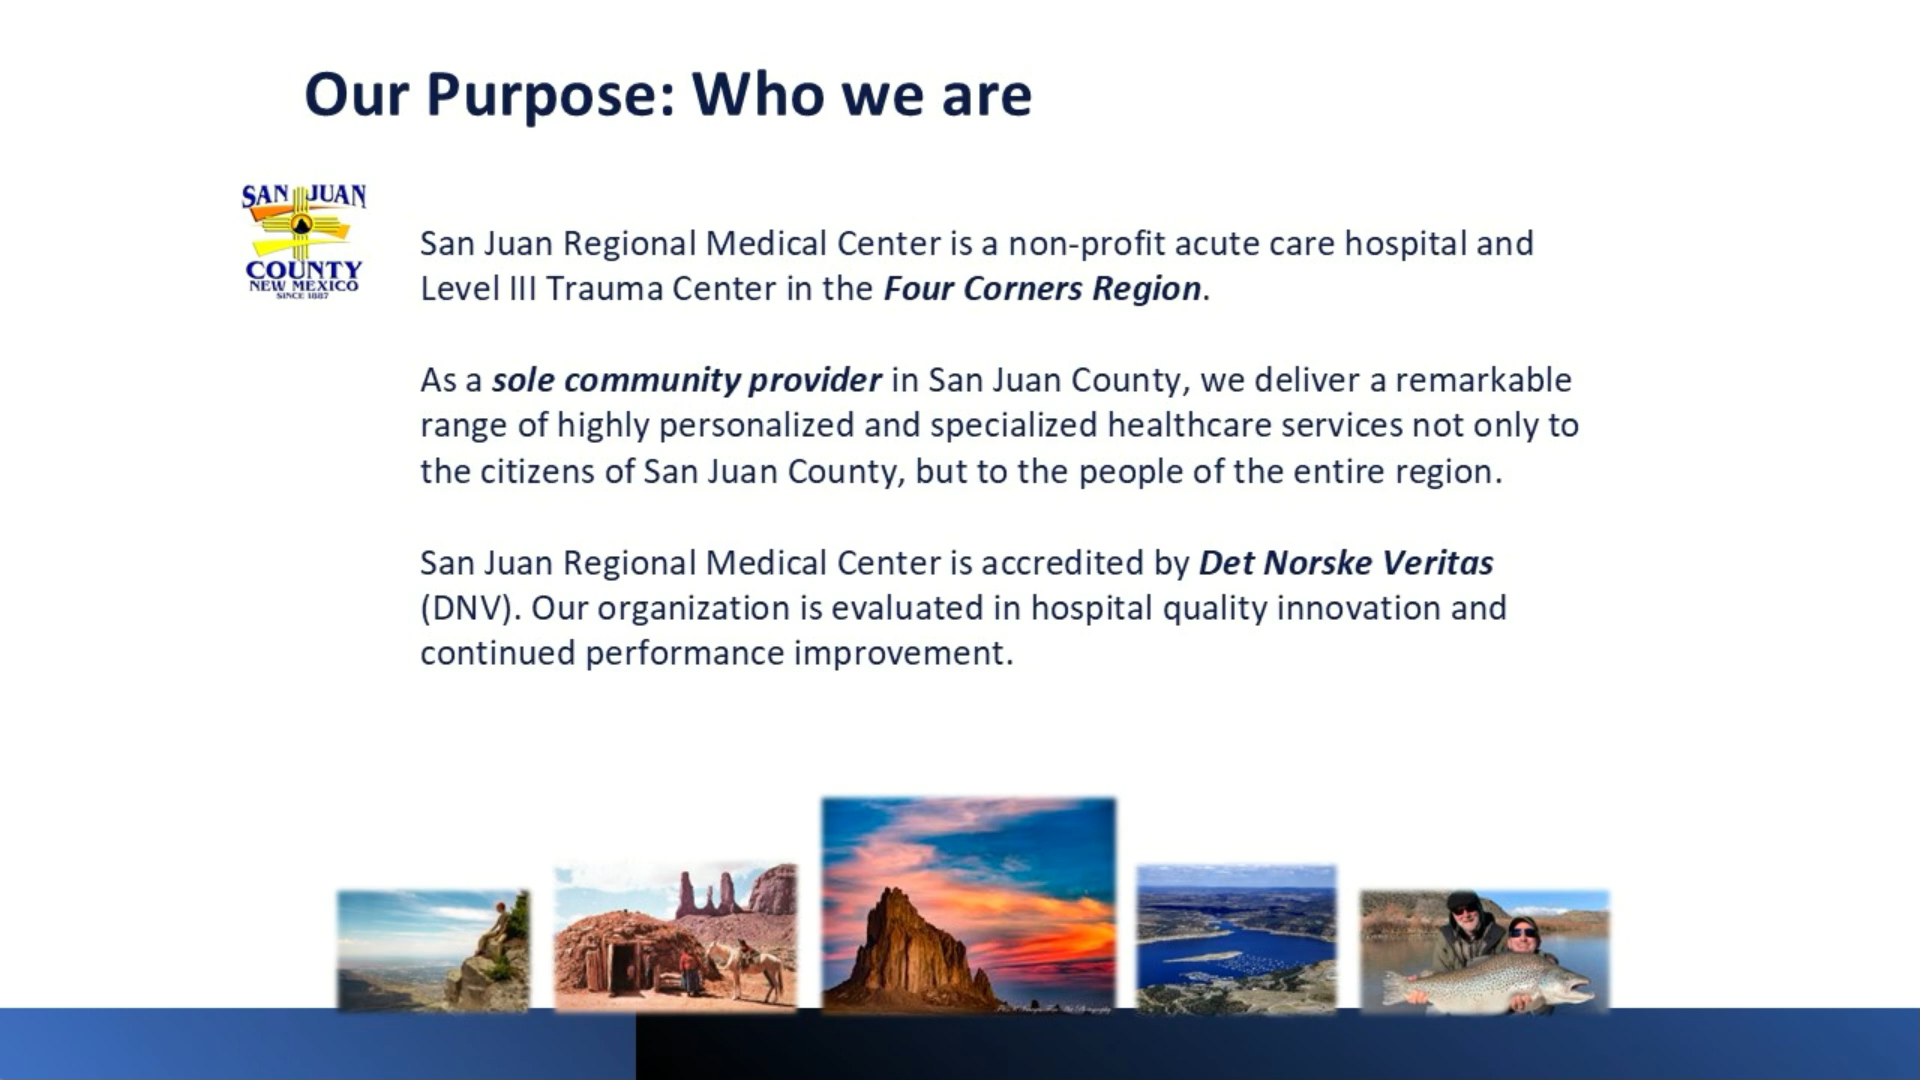 Our Purpose: Who we are
SAN JUAN
COUNTY
NEW MEXICO
SINCE 1887
San Juan Regional Medical Center is a non-profit acute care hospital and
Level III Trauma Center in the Four Corners Region.
As a sole community provider in San Juan County, we deliver a remarkable
range of highly personalized and specialized healthcare services not only to
the citizens of San Juan County, but to the people of the entire region.
San Juan Regional Medical Center is accredited by Det Norske Veritas
(DNV). Our organization is evaluated in hospital quality innovation and
continued performance improvement.